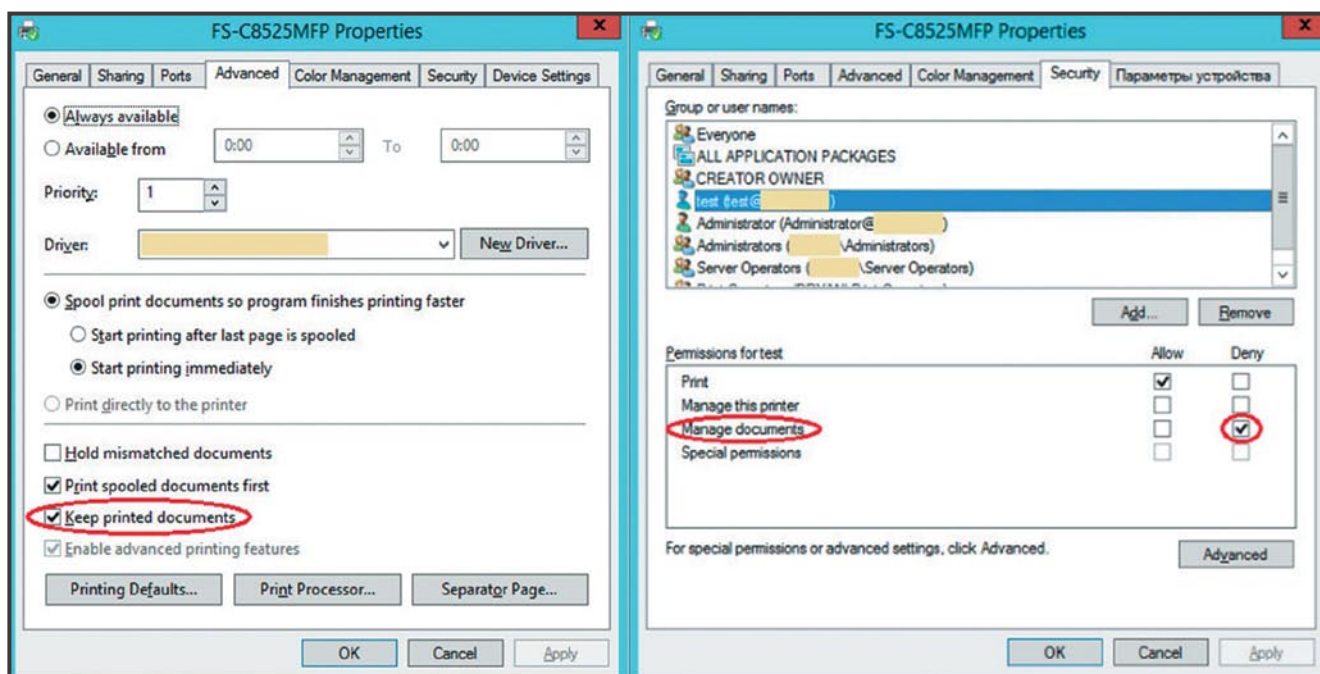 FS-C8525MFP Properties
x
General Sharing Ports Advanced Color Management Security Device Settings
Always available
Available from 0:00 To 0:00
Priority: 1
Driver: New Driver...
Spool print documents so program finishes printing faster
Start printing after last page is spooled
Start printing immediately
Print directly to the printer
Hold mismatched documents
Print spooled documents first
Keep printed documents
Enable advanced printing features
Printing Defaults... Print Processor... Separator Page...
OK Cancel Apply
FS-C8525MFP Properties
x
General Sharing Ports Advanced Color Management Security Параметры устройства
Group or user names:
Everyone
ALL APPLICATION PACKAGES
CREATOR OWNER
test (test@ )
Administrator (Administrator@ )
Administrators ( \Administrators)
Server Operators ( \Server Operators)
Add... Remove
Permissions for test Allow Deny
Print
Manage this printer
Manage documents
Special permissions
For special permissions or advanced settings, click Advanced.
Advanced
OK Cancel Apply